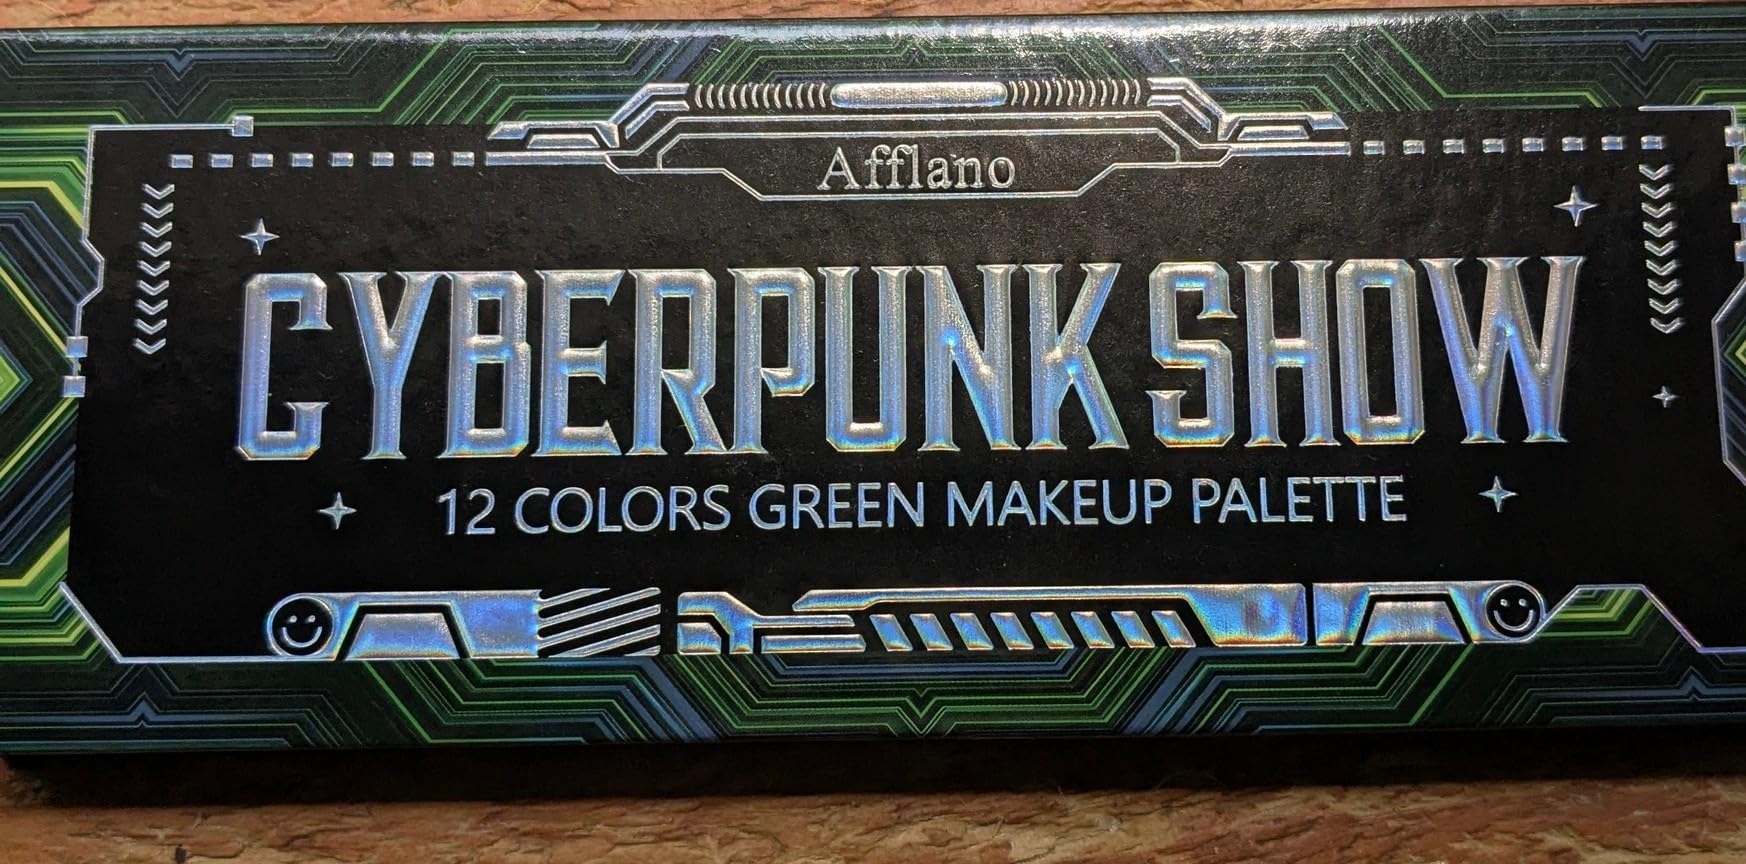 Afflano
CYBERPUNK SHOW
12 COLORS GREEN MAKEUP PALETTE